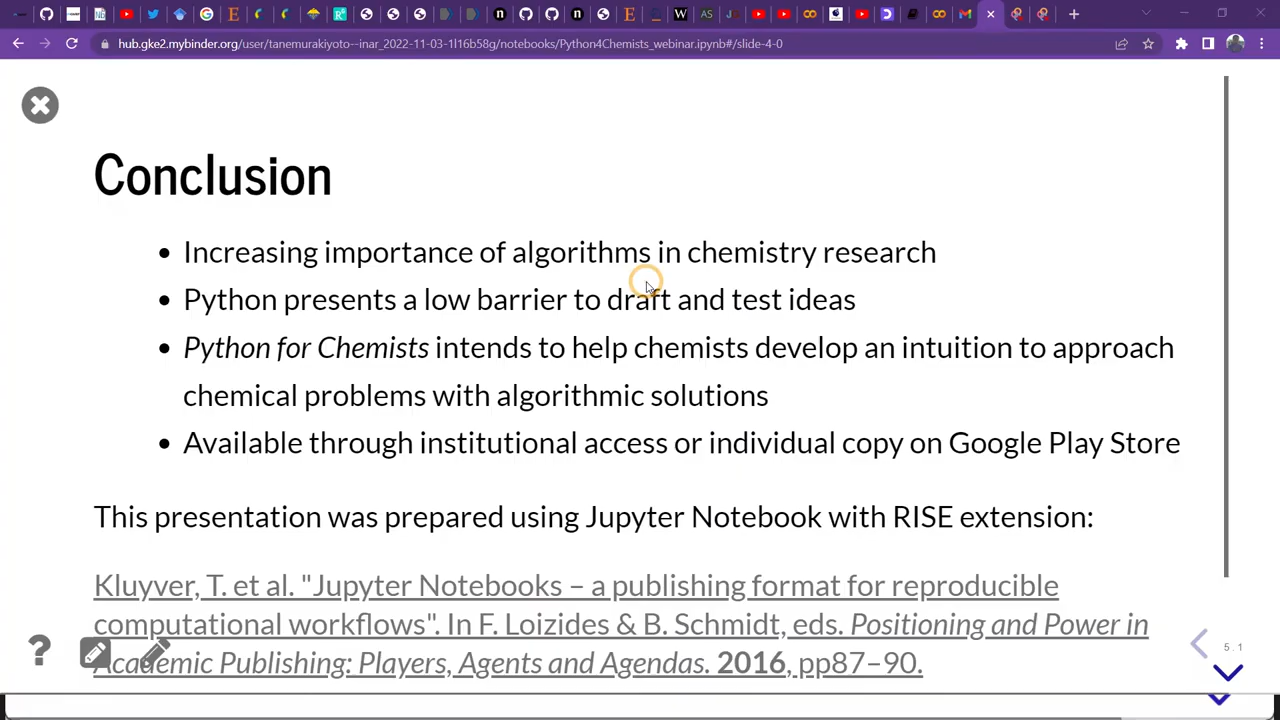 hub.gke2.mybinder.org/user/tanemurakiyoto--inar_2022-11-03-1l16b58g/notebooks/Python4Chemists_webinar.ipynb#/slide-4-0
Conclusion
Increasing importance of algorithms in chemistry research
Python presents a low barrier to draft and test ideas
Python for Chemists intends to help chemists develop an intuition to approach
chemical problems with algorithmic solutions
Available through institutional access or individual copy on Google Play Store
This presentation was prepared using Jupyter Notebook with RISE extension:
Kluyver, T. et al. "Jupyter Notebooks – a publishing format for reproducible
computational workflows". In F. Loizides & B. Schmidt, eds. Positioning and Power in
Academic Publishing: Players, Agents and Agendas. 2016, pp87–90.
5.1